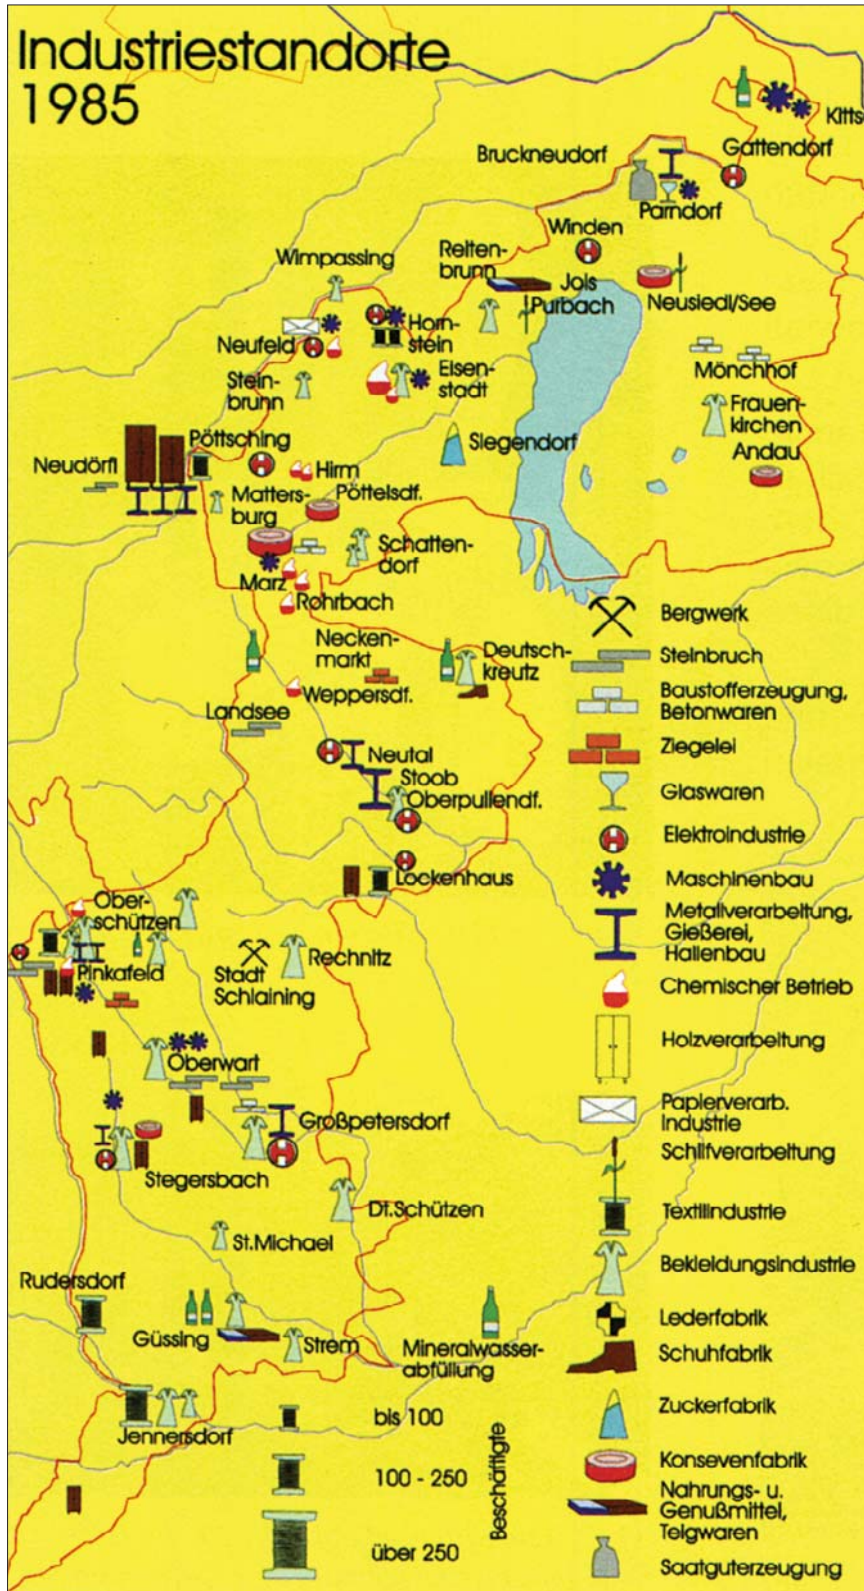 Industriestandorte
1985
Kitts
Gattendorf
Bruckneudorf
Parndorf
Winden
Reiten-
brunn
Jois
Purbach
Neusiedl/See
Wimpassing
Horn-
stein
Neufeld
Mönchhof
Eisen-
stadt
Stein-
brunn
Frauen-
kirchen
Pöttsching
Siegendorf
Andau
Neudörfl
Hirm
Matters-
burg
Pöttelsdf.
Schatten-
dorf
Marz
Rohrbach
Necken-
markt
Deutsch-
kreutz
Weppersdf.
Landsee
Neutal
Stoob
Oberpullendf.
Lockenhaus
Ober-
schützen
Pinkafeld
Stadt
Schlaining
Rechnitz
Oberwart
Großpetersdorf
Stegersbach
Dt.Schützen
St.Michael
Rudersdorf
Güssing
Strem
Jennersdorf
Mineralwasser-
abfüllung
bis 100
100 - 250
über 250
Beschäftigte
Bergwerk
Steinbruch
Baustofferzeugung,
Betonwaren
Ziegelei
Glaswaren
Elektroindustrie
Maschinenbau
Metallverarbeitung,
Gießerei,
Hallenbau
Chemischer Betrieb
Holzverarbeitung
Papierverarb.
Industrie
Schilfverarbeitung
Textilindustrie
Bekleidungsindustrie
Lederfabrik
Schuhfabrik
Zuckerfabrik
Konsevenfabrik
Nahrungs- u.
Genußmittel,
Teigwaren
Saatguterzeugung